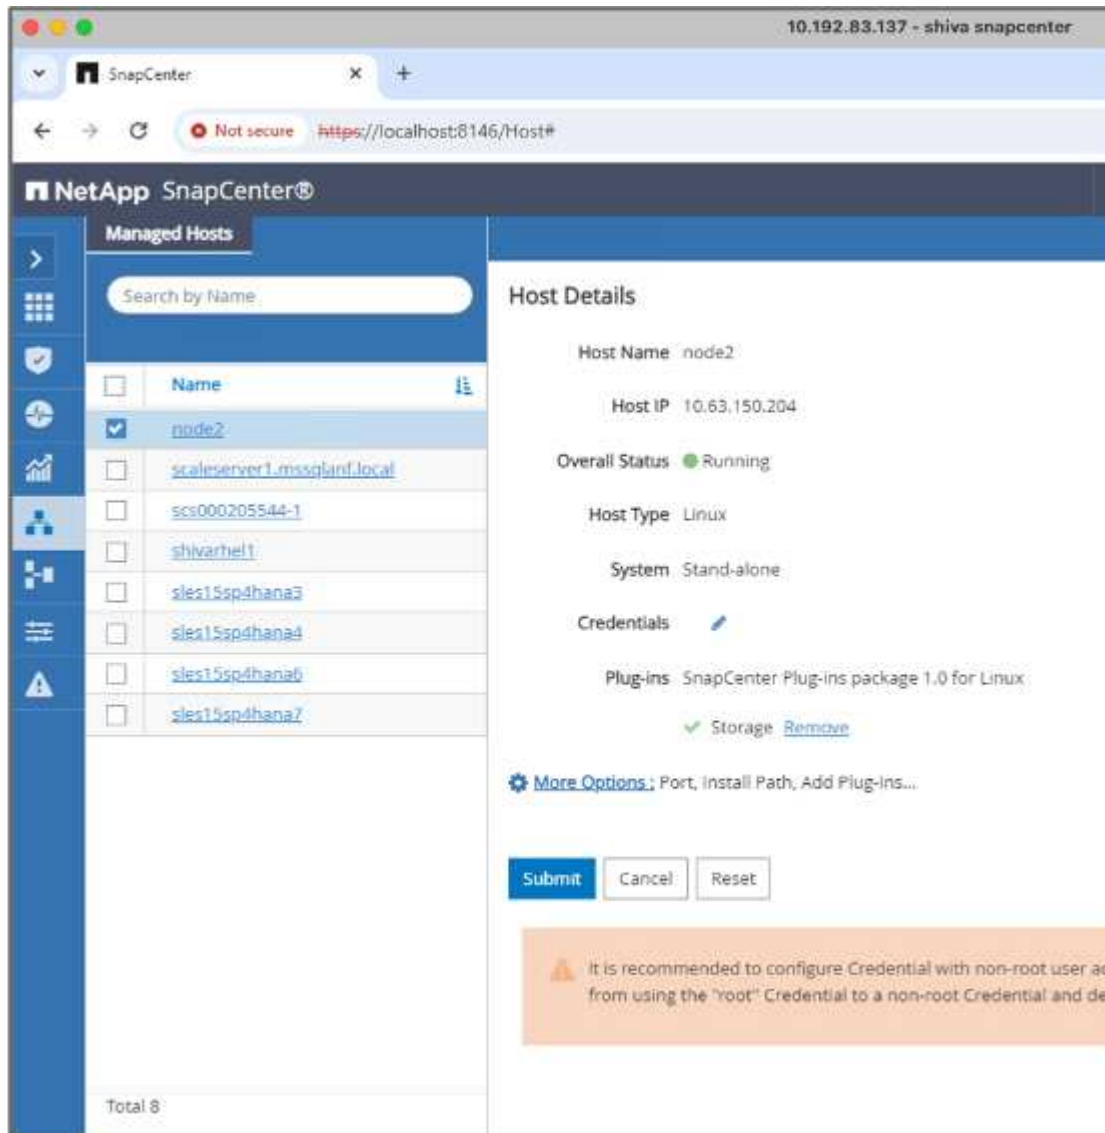 10.192.83.137 - shiva snapcenter
SnapCenter
Not secure https://localhost:8146/Host#
NetApp SnapCenter®
Managed Hosts
Search by Name
Name
node2
scaleserver1.mssqlanf.local
scs000205544-1
shivarhel1
sles15sp4hana3
sles15sp4hana4
sles15sp4hana6
sles15sp4hana7
Total 8
Host Details
Host Name node2
Host IP 10.63.150.204
Overall Status Running
Host Type Linux
System Stand-alone
Credentials
Plug-ins SnapCenter Plug-ins package 1.0 for Linux
Storage Remove
More Options : Port, Install Path, Add Plug-Ins...
Submit Cancel Reset
It is recommended to configure Credential with non-root user ac
from using the "root" Credential to a non-root Credential and de